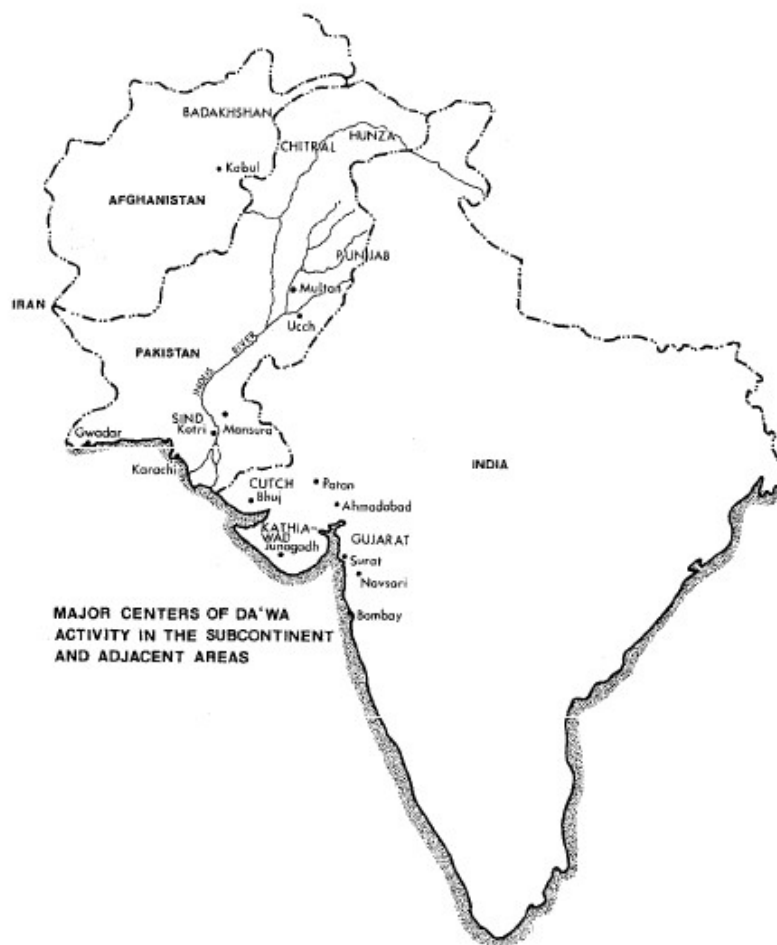 BADAKHSHAN
CHITRAL
HUNZA
Kabul
AFGHANISTAN
PUNJAB
Multan
IRAN
Ucch
PAKISTAN
INDUS RIVER
SIND
Kotri
Mansura
Gwadar
INDIA
Karachi
CUTCH
Bhuj
Patan
Ahmadabad
KATHIA-
WAD
Junagadh
GUJARAT
Surat
Navsari
Bombay
MAJOR CENTERS OF DA'WA
ACTIVITY IN THE SUBCONTINENT
AND ADJACENT AREAS